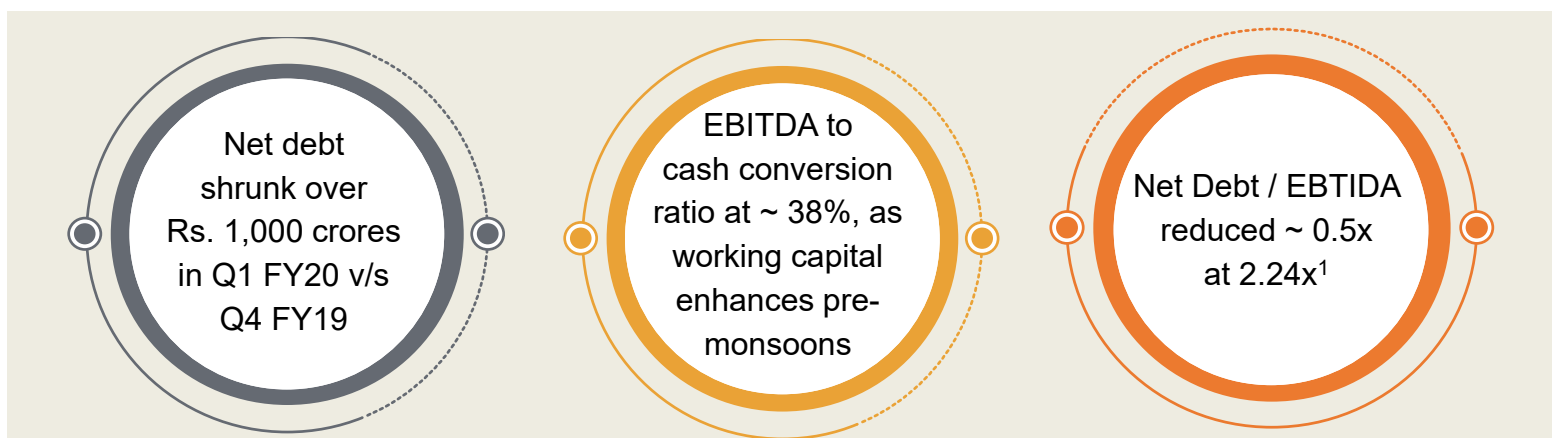 Net debt
shrunk over
Rs. 1,000 crores
in Q1 FY20 v/s
Q4 FY19
EBITDA to
cash conversion
ratio at ~ 38%, as
working capital
enhances pre-
monsoons
Net Debt / EBTIDA
reduced ~ 0.5x
at 2.24x¹